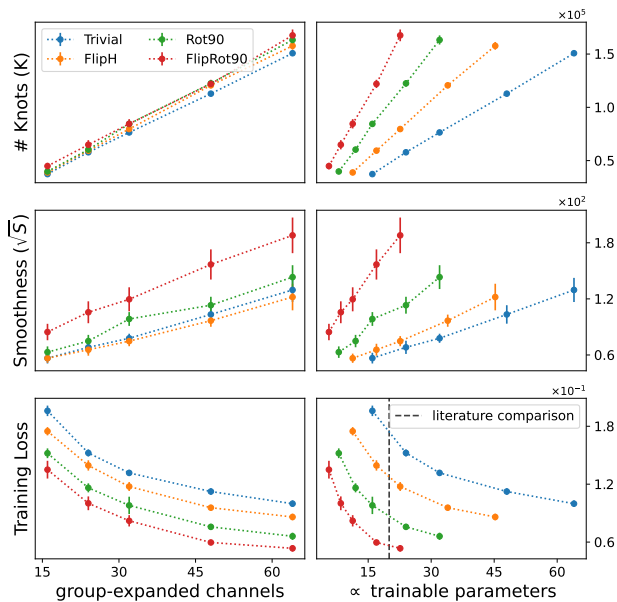 ×10⁵
Trivial
FlipH
Rot90
FlipRot90
# Knots (K)
1.5
1.0
0.5
×10²
Smoothness (√S)
1.8
1.2
0.6
×10⁻¹
literature comparison
Training Loss
1.8
1.2
0.6
15 30 45 60
15 30 45 60
group-expanded channels
∝ trainable parameters